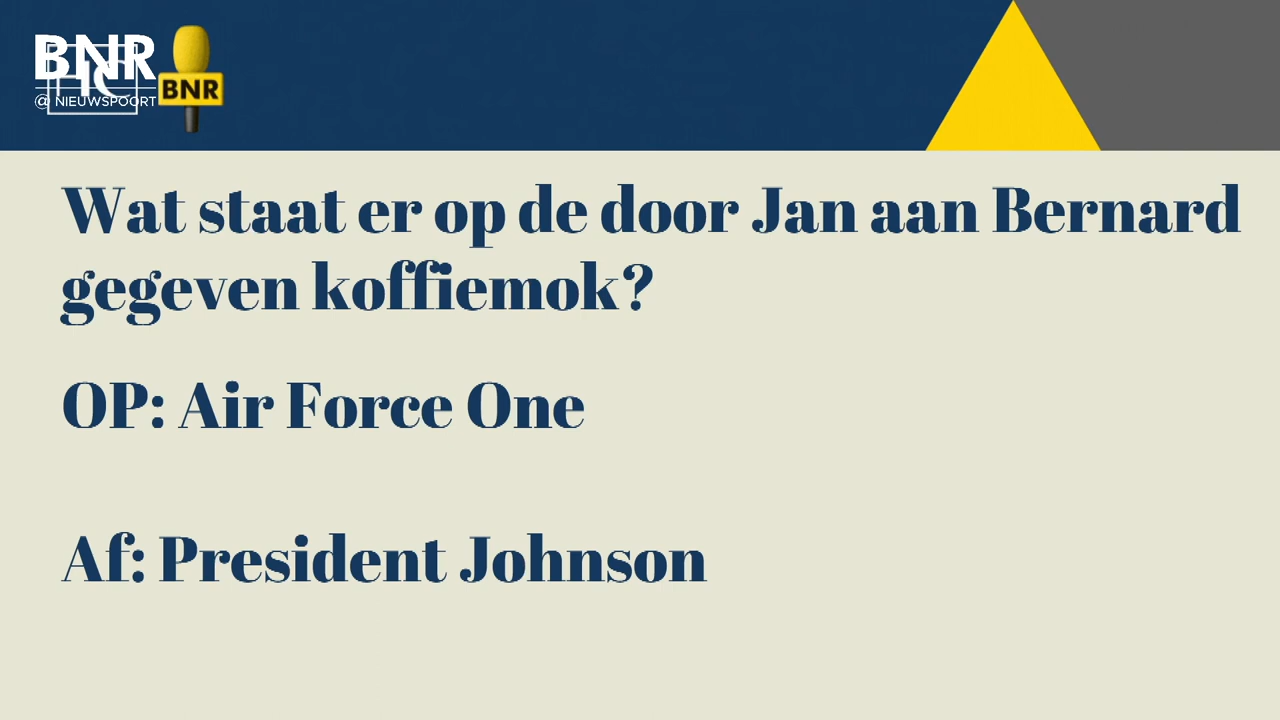 BNR
@ NIEUWSPOORT
BNR
Wat staat er op de door Jan aan Bernard
gegeven koffiemok?
OP: Air Force One
Af: President Johnson